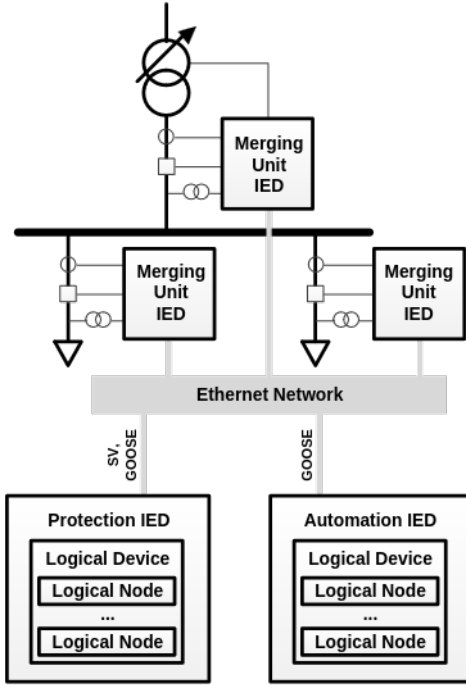 Merging
Unit
IED
Merging
Unit
IED
Merging
Unit
IED
Ethernet Network
SV,
GOOSE
GOOSE
Protection IED
Logical Device
Logical Node
...
Logical Node
Automation IED
Logical Device
Logical Node
...
Logical Node